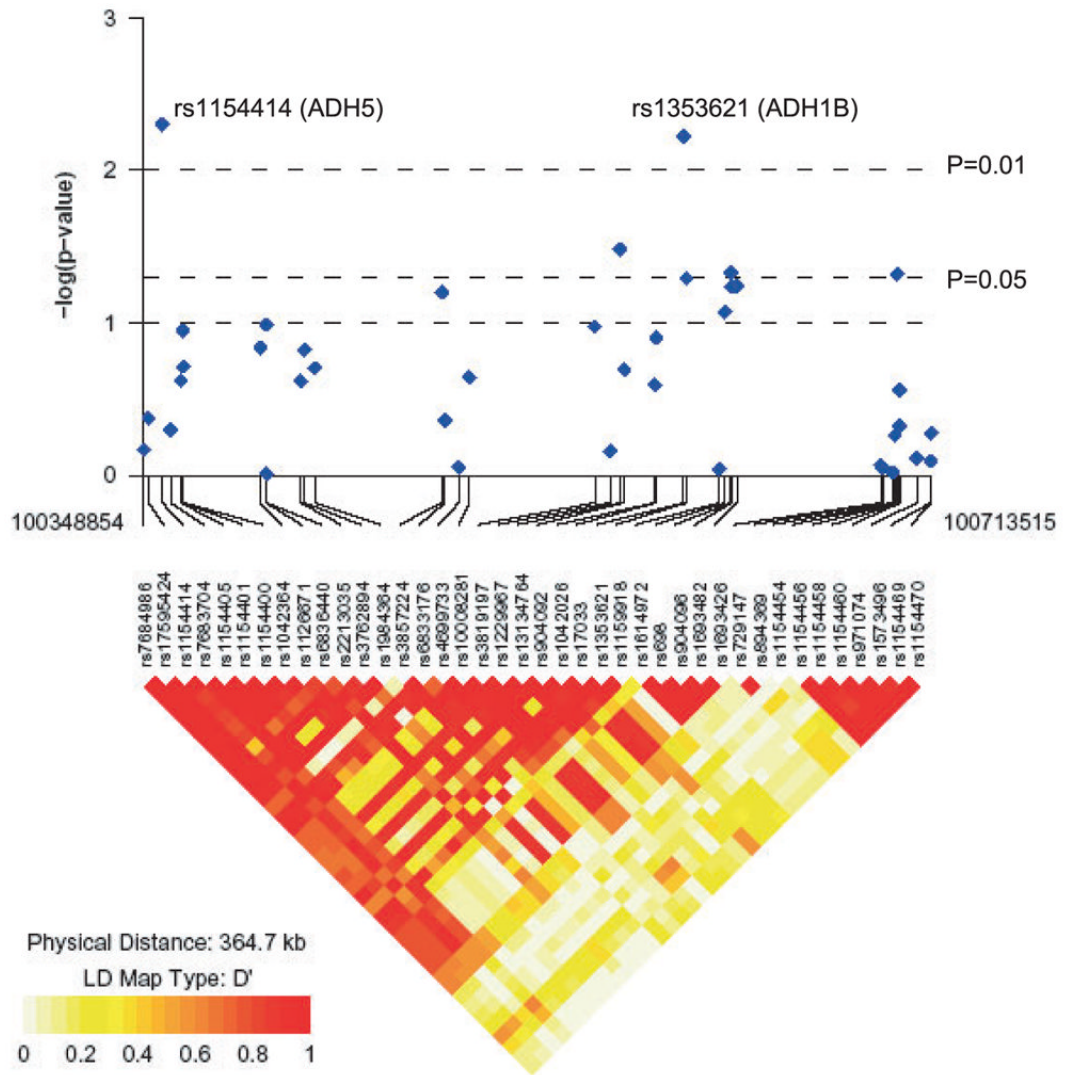 3
rs1154414 (ADH5)
rs1353621 (ADH1B)
2
P=0.01
P=0.05
1
0
-log(p-value)
100348854
100713515
rs7684986
rs17595424
rs1154414
rs7683704
rs1154405
rs1154401
rs1154400
rs1042364
rs1126671
rs6835440
rs2213035
rs3762894
rs1984364
rs3857224
rs6833176
rs4699733
rs10008281
rs3819197
rs1229967
rs13134764
rs904092
rs1042026
rs17033
rs1353621
rs1159918
rs1614972
rs698
rs904096
rs1693482
rs1693426
rs729147
rs894369
rs1154454
rs1154456
rs1154458
rs1154460
rs971074
rs1573496
rs1154469
rs1154470
Physical Distance: 364.7 kb
LD Map Type: D'
0 0.2 0.4 0.6 0.8 1